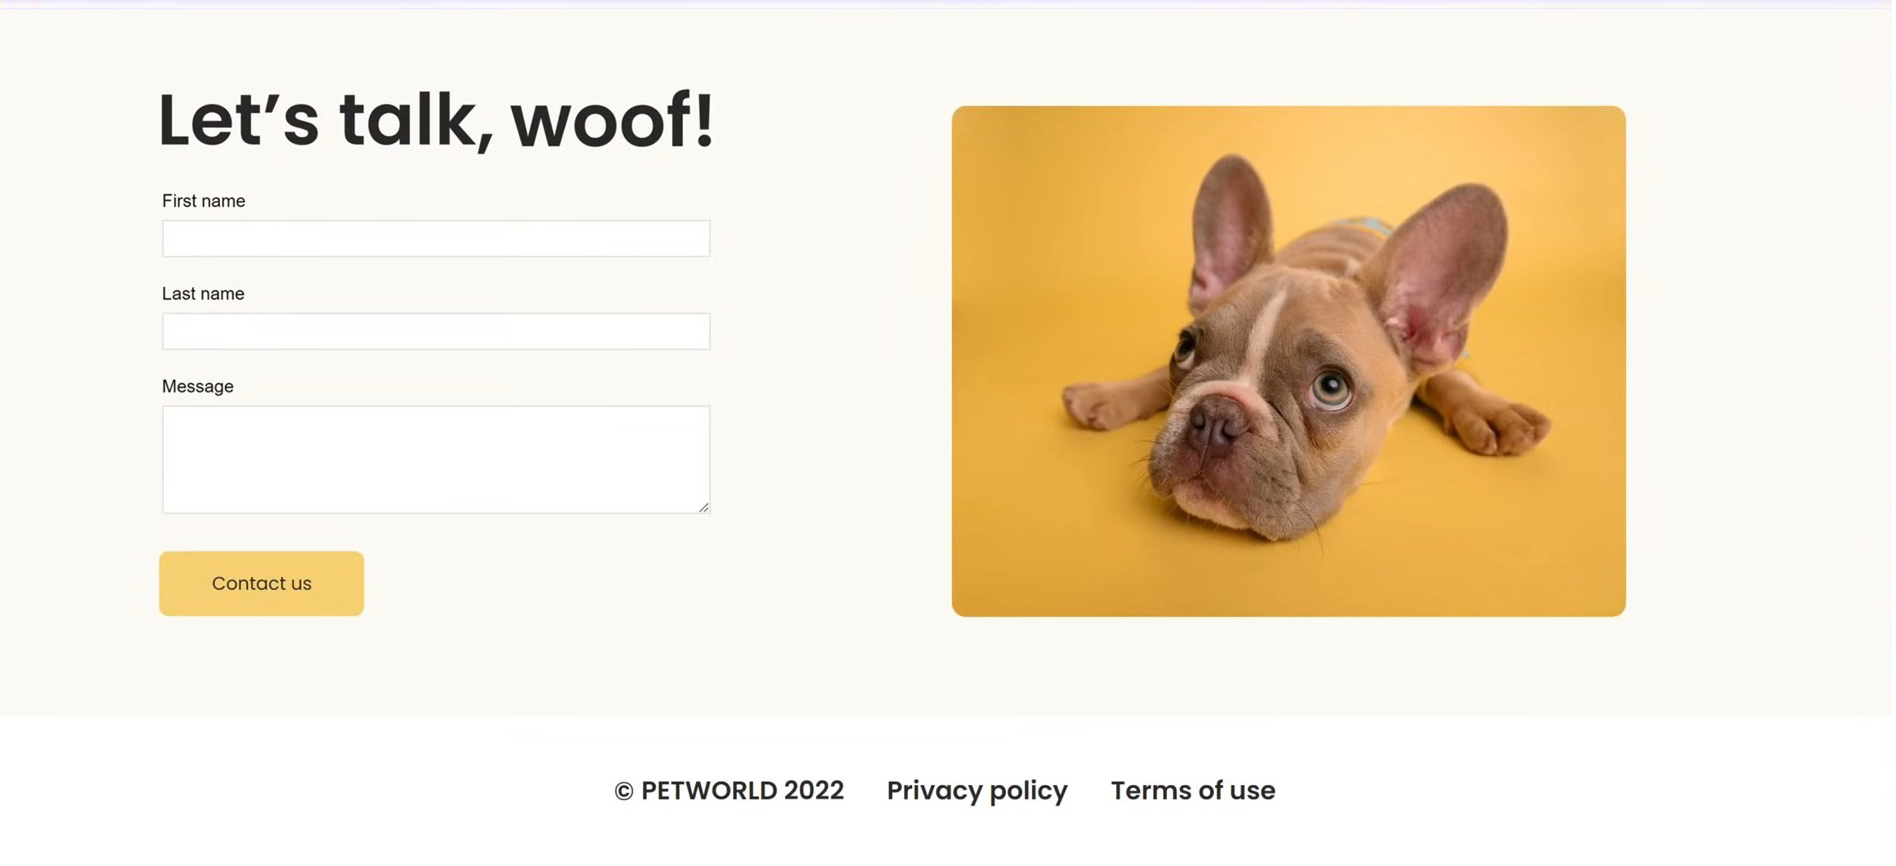 Let’s talk, woof!
First name
Last name
Message
Contact us
© PETWORLD 2022 Privacy policy Terms of use